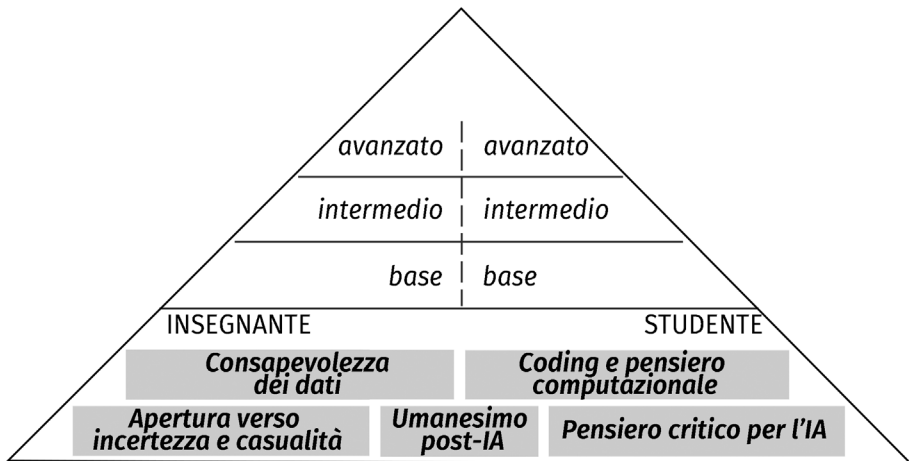 avanzato avanzato
intermedio intermedio
base base
INSEGNANTE STUDENTE
Consapevolezza
dei dati
Coding e pensiero
computazionale
Apertura verso
incertezza e casualità
Umanesimo
post-IA
Pensiero critico per l’IA